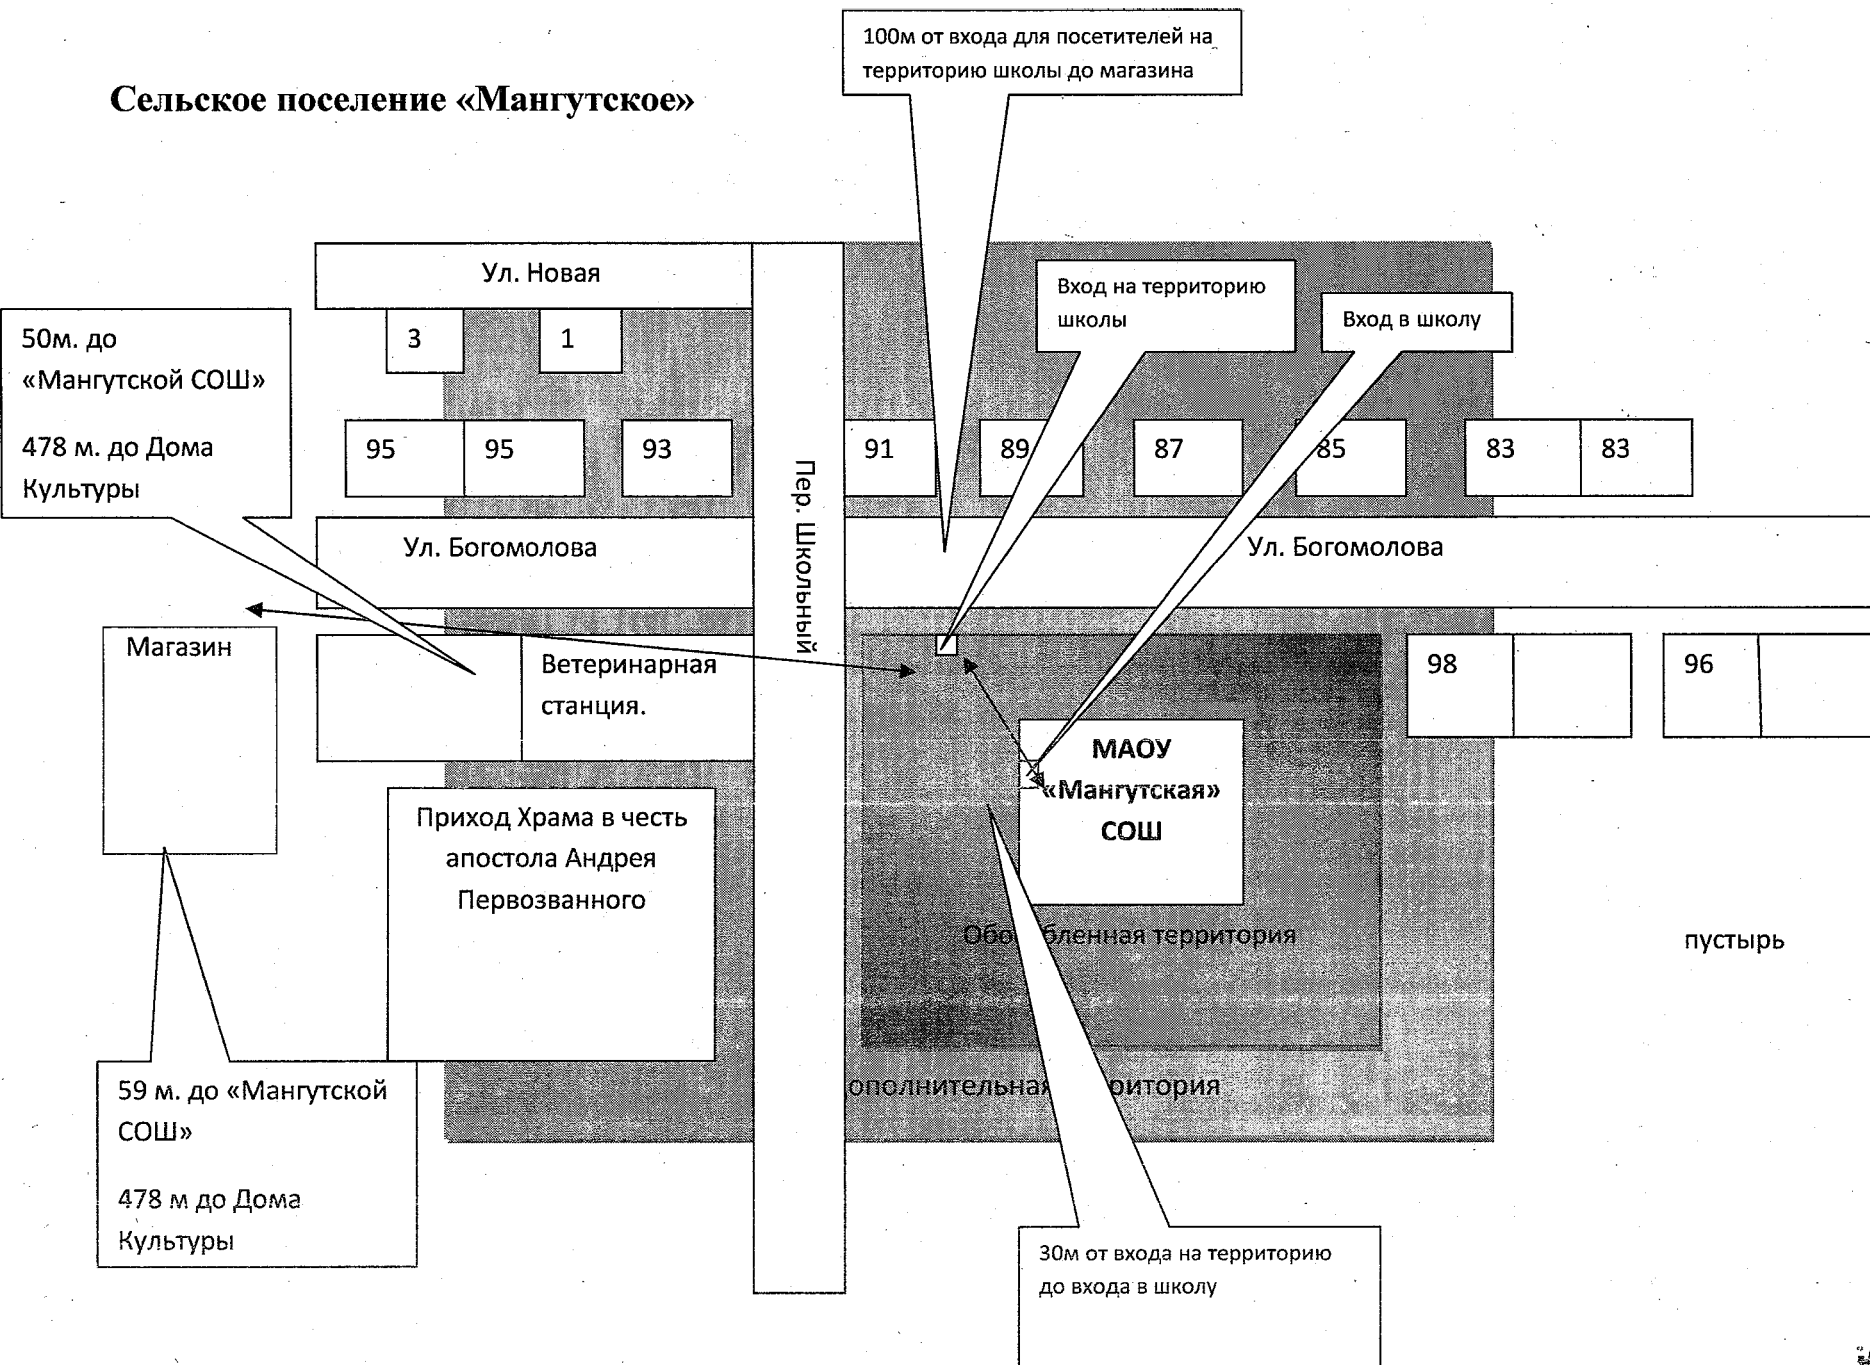 100м от входа для посетителей на
территорию школы до магазина
Сельское поселение «Мангутское»
Ул. Новая
Вход на территорию
школы
Вход в школу
3
1
50м. до
«Мангутской СОШ»
478 м. до Дома
Культуры
95
95
93
91
89
87
85
83
83
Пер. Школьный
Ул. Богомолова
Ул. Богомолова
Магазин
Ветеринарная
станция.
98
96
МАОУ
«Мангутская»
СОШ
Приход Храма в честь
апостола Андрея
Первозванного
Обособленная территория
пустырь
ополнительная территория
59 м. до «Мангутской
СОШ»
478 м до Дома
Культуры
30м от входа на территорию
до входа в школу